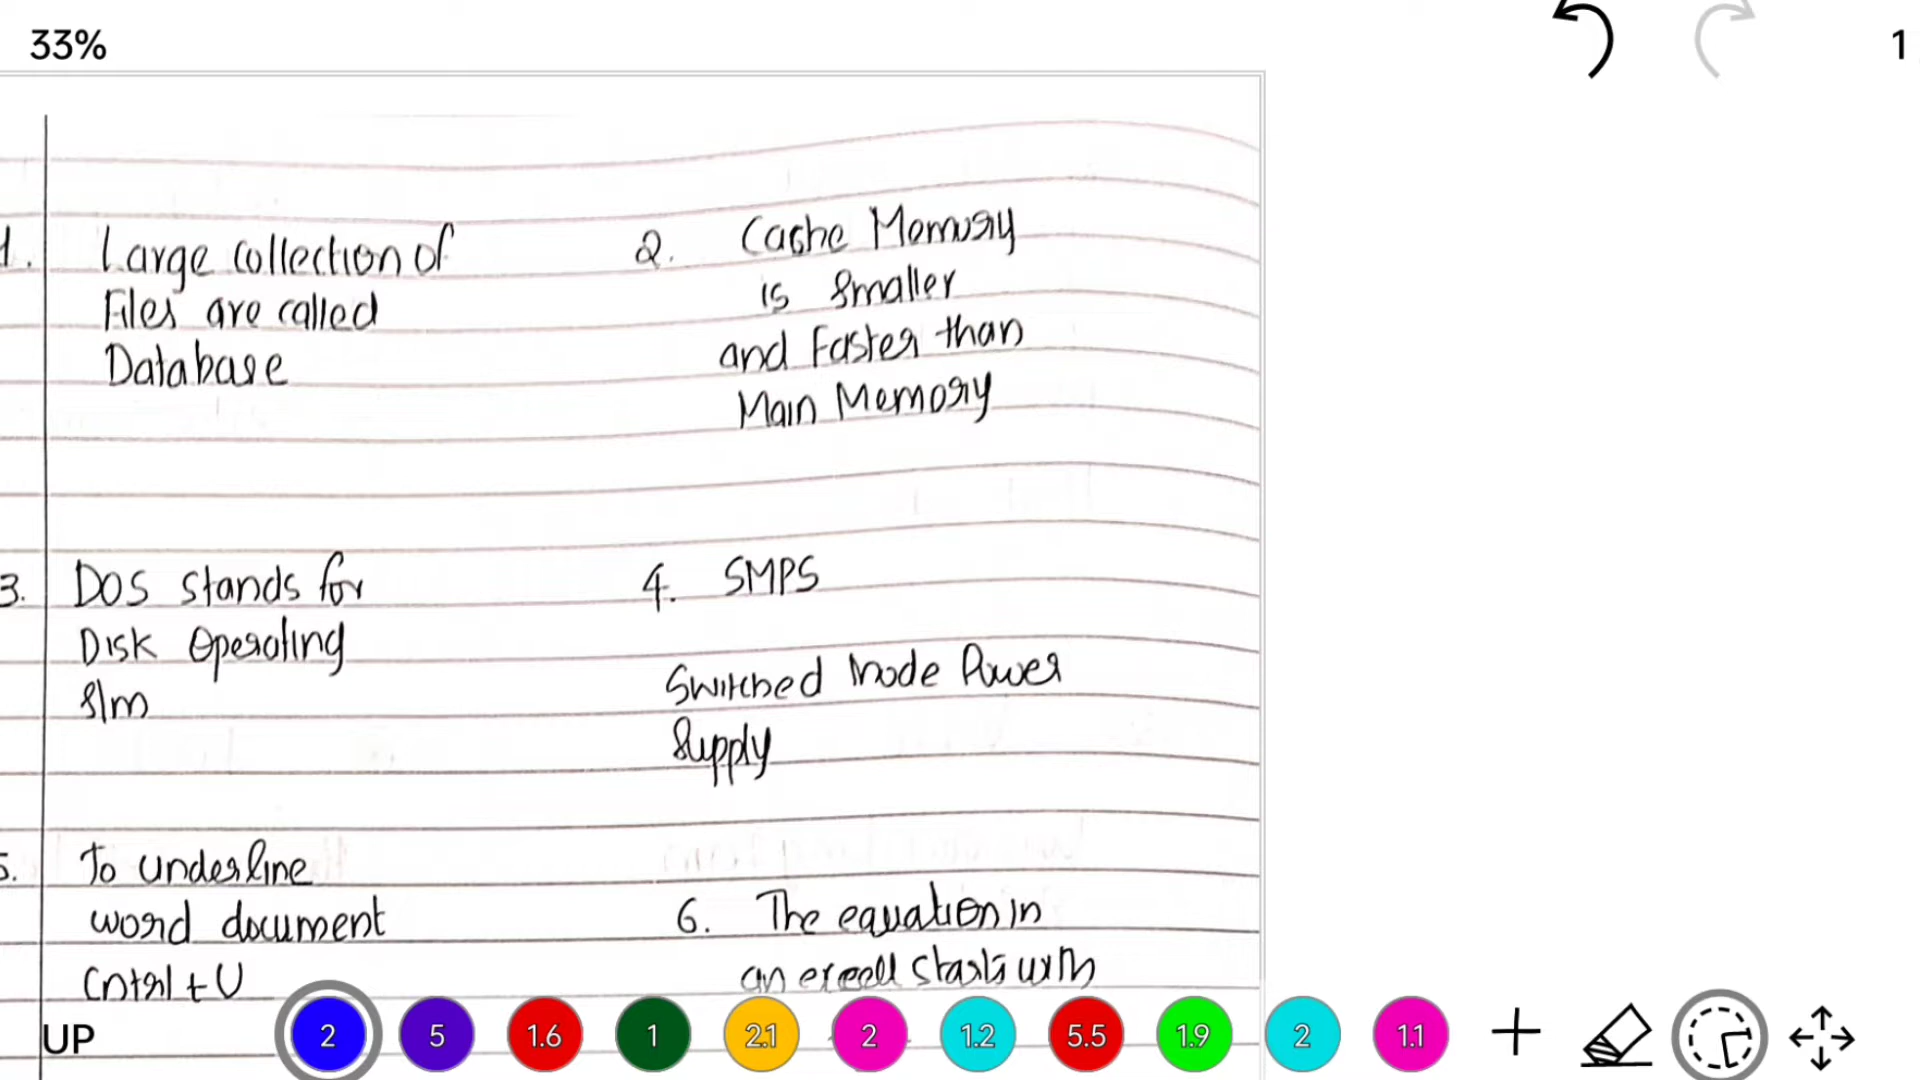 33%
1
1. Large collection of
Files are called
Database
2. Cache Memory
is smaller
and Faster than
Main Memory
3. DOS stands for
Disk Operating
s/m
4. SMPS
Switched Mode Power
Supply
5. To underline
word document
Cntrl + U
6. The equation in
an excell starts with
UP
2 5 1.6 1 2.1 2 1.2 5.5 1.9 2 1.1